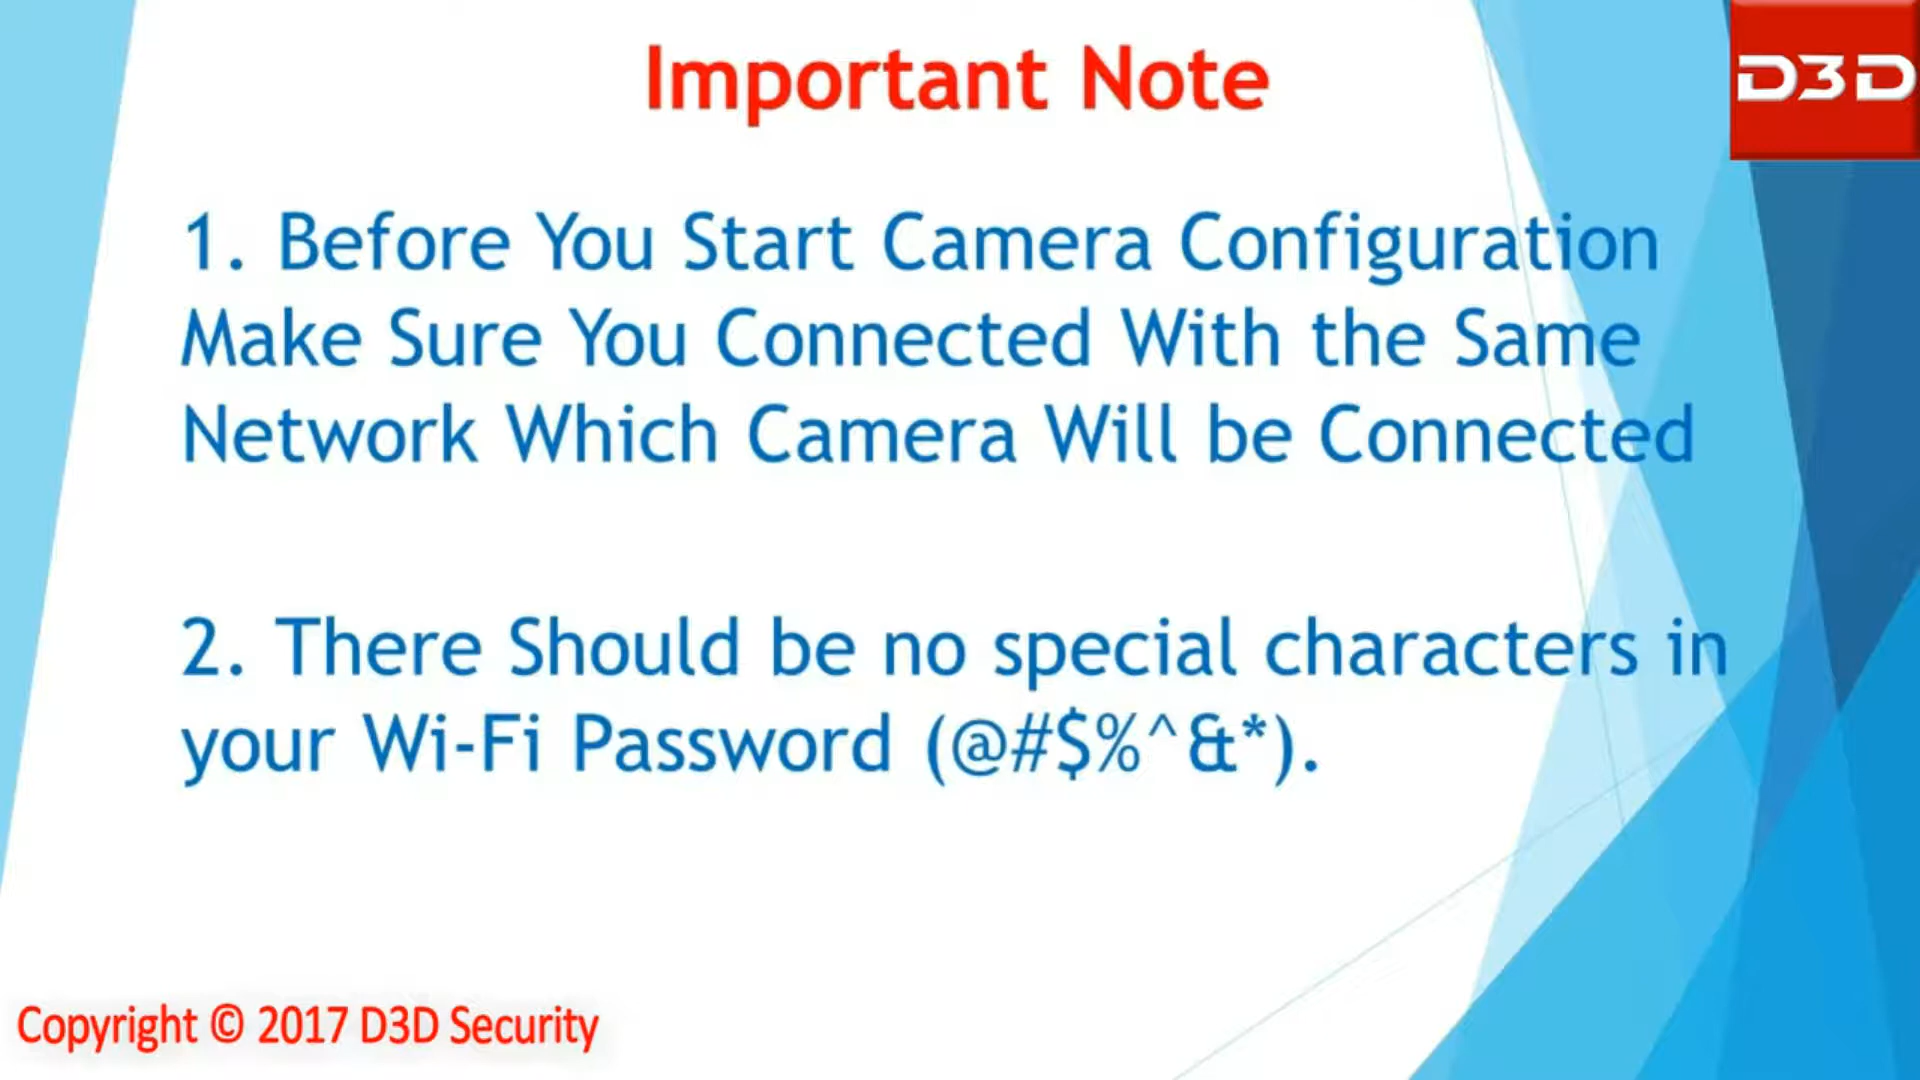 Important Note
D3D
1. Before You Start Camera Configuration
Make Sure You Connected With the Same
Network Which Camera Will be Connected
2. There Should be no special characters in
your Wi-Fi Password (@#$%^&*).
Copyright © 2017 D3D Security